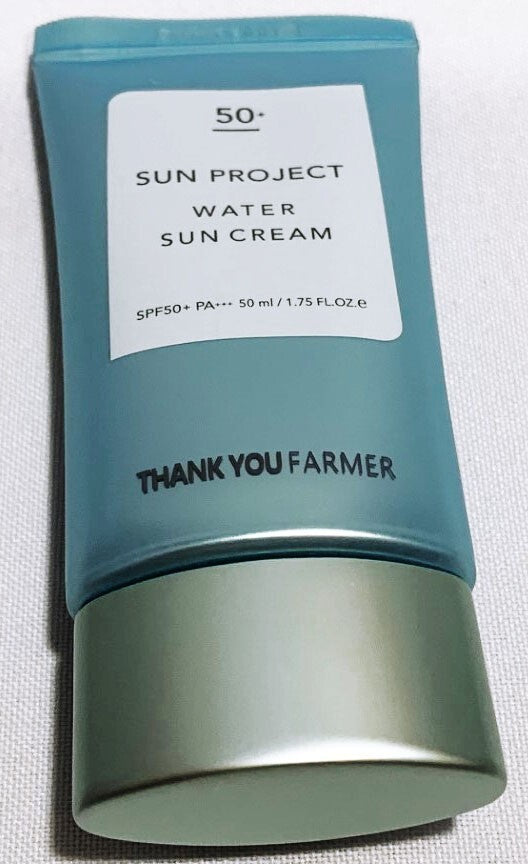 50+
SUN PROJECT
WATER
SUN CREAM
SPF50+ PA+++ 50 ml / 1.75 FL.OZ.e
THANK YOU FARMER